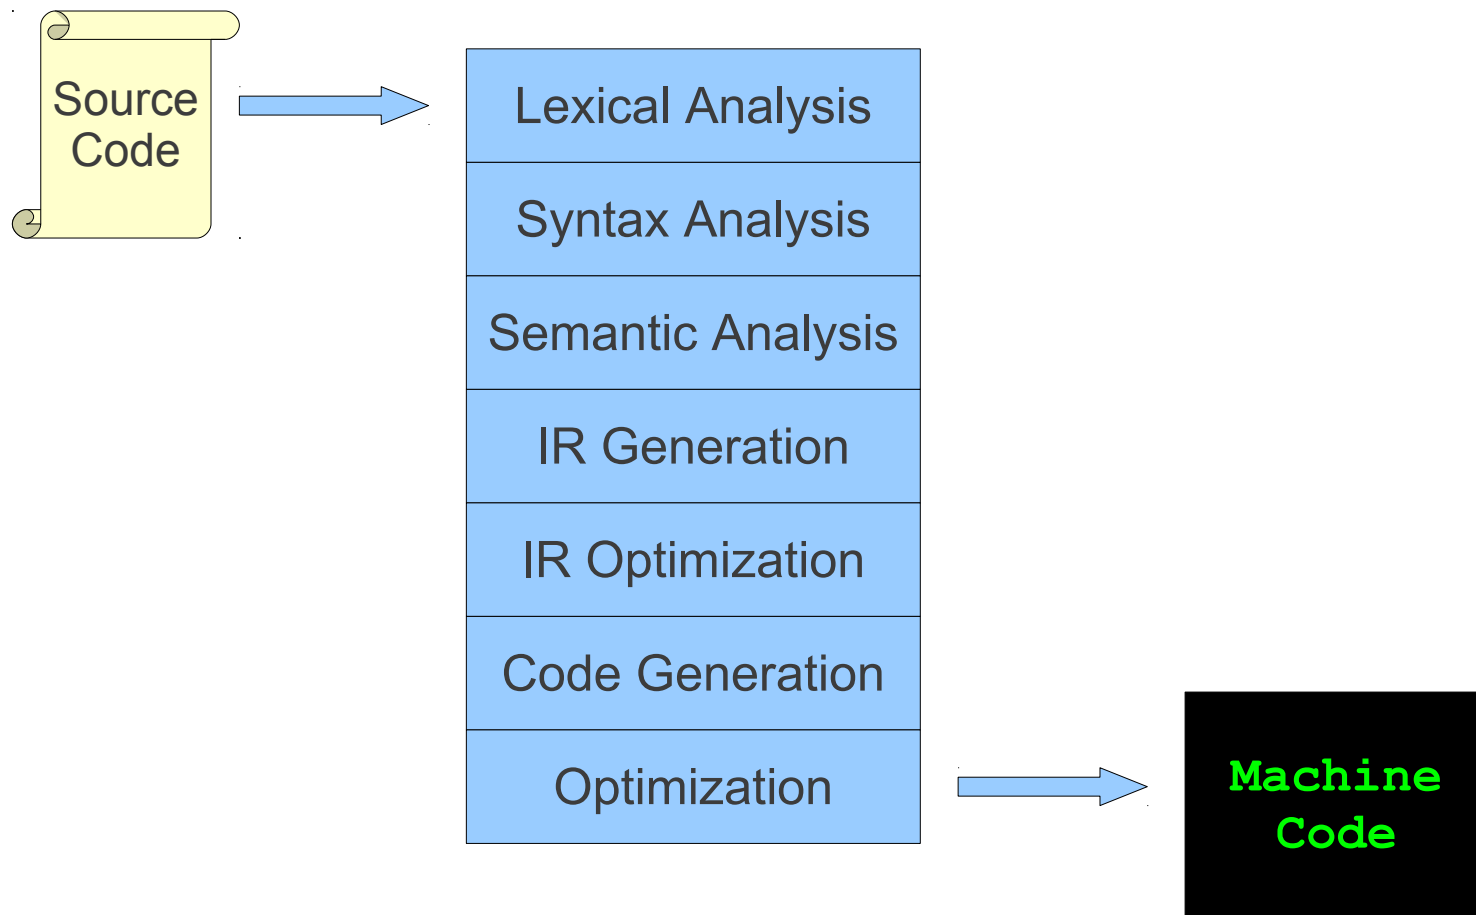 Source
Code
Lexical Analysis
Syntax Analysis
Semantic Analysis
IR Generation
IR Optimization
Code Generation
Optimization
Machine
Code